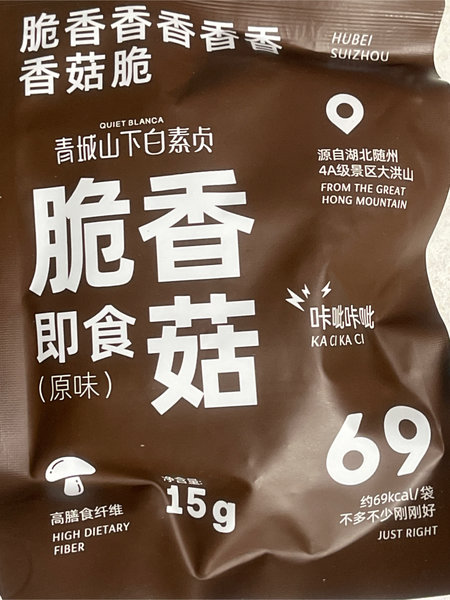 脆香香香香香香
香菇脆
HUBEI
SUIZHOU
QUIET BLANCA
青城山下白素贞
源自湖北随州
4A级景区大洪山
FROM THE GREAT
HONG MOUNTAIN
脆香菇
即食
(原味)
咔呲咔呲
KA CI KA CI
69
约69kcal/袋
不多不少刚刚好
JUST RIGHT
高膳食纤维
HIGH DIETARY
FIBER
净含量:
15g